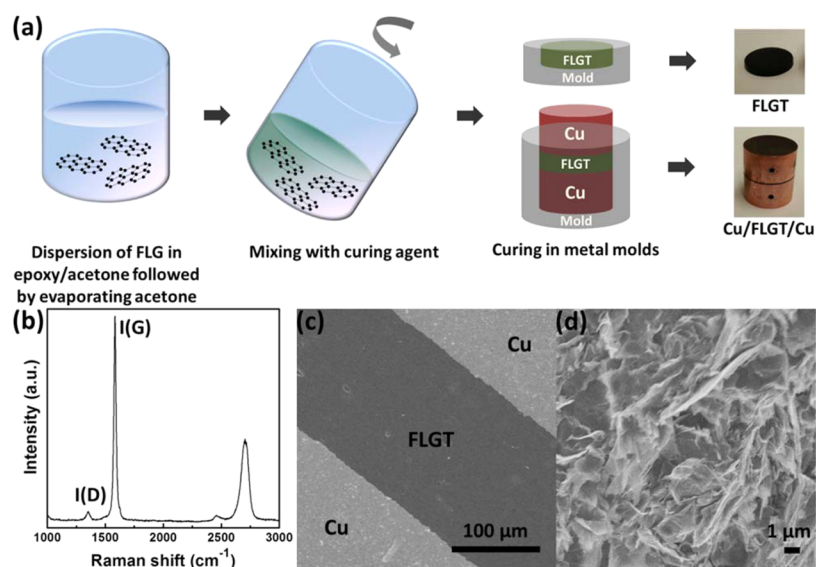 (a)
FLGT
Mold
FLGT
Cu
FLGT
Cu
Mold
Cu/FLGT/Cu
Dispersion of FLG in
epoxy/acetone followed
by evaporating acetone
Mixing with curing agent
Curing in metal molds
(b)
I(G)
I(D)
Intensity (a.u.)
1000 1500 2000 2500 3000
Raman shift (cm⁻¹)
(c)
Cu
FLGT
Cu
100 μm
(d)
1 μm